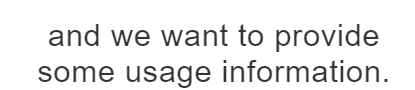 and we want to provide
some usage information.